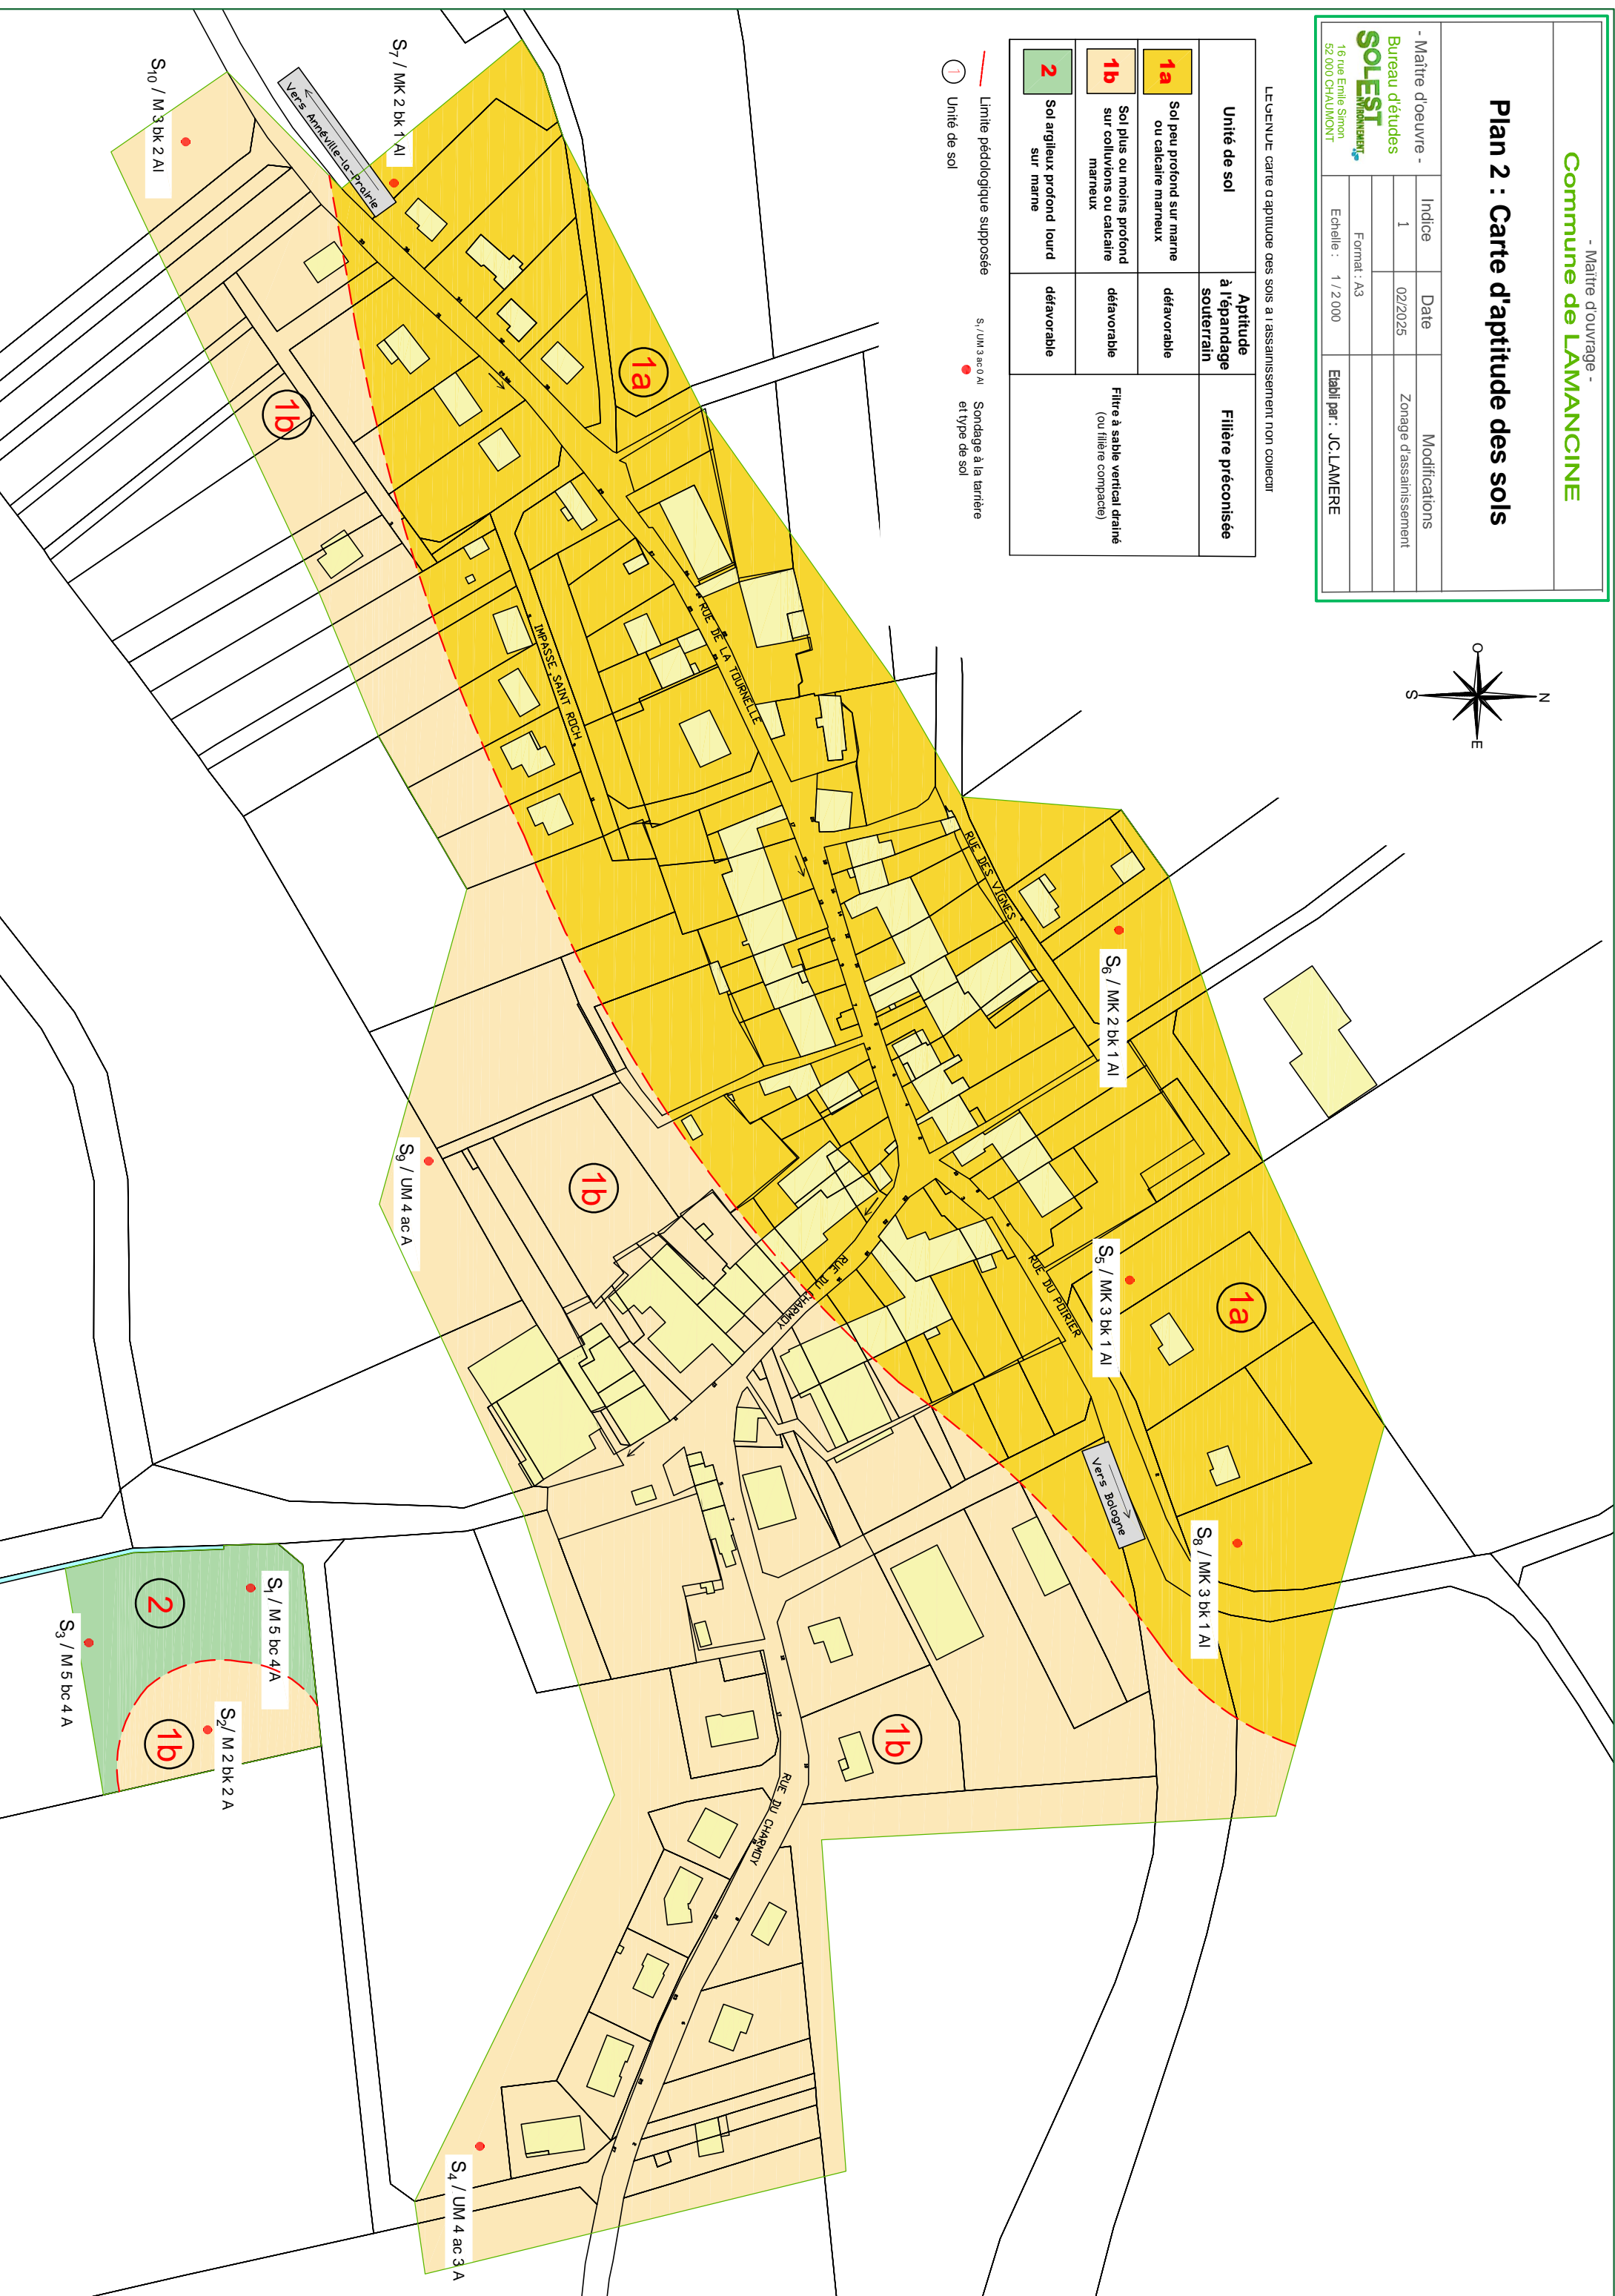 - Maître d'ouvrage -
Commune de LAMANCINE
Plan 2 : Carte d'aptitude des sols
- Maître d'oeuvre -
Bureau d'études
SOLEST
ENVIRONNEMENT
16 rue Emile Simon
52 000 CHAUMONT
Indice
Date
Modifications
1
02/2025
Zonage d'assainissement
Format : A3
Echelle : 1 / 2 000
Etabli par : JC.LAMERE
N
O
E
S
LEGENDE carte d'aptitude des sols à l'assainissement non collectif
Unité de sol
Aptitude
à l'épandage
souterrain
Filière préconisée
1a
Sol peu profond sur marne
ou calcaire marneux
défavorable
1b
Sol plus ou moins profond
sur colluvions ou calcaire
marneux
défavorable
2
Sol argileux profond lourd
sur marne
défavorable
Filtre à sable vertical drainé
(ou filière compacte)
Limite pédologique supposée
1
Unité de sol
S1 / UM 3 ac 0 Al
Sondage à la tarière
et type de sol
S7 / MK 2 bk 1 Al
S10 / M 3 bk 2 Al
Vers Annéville-la-Prairie
1a
1b
RUE DE LA TOURNELLE
IMPASSE SAINT ROCH
RUE DES VIGNES
S6 / MK 2 bk 1 Al
S9 / UM 4 ac A
1b
RUE DU CHARMOY
RUE DU POIRIER
S5 / MK 3 bk 1 Al
1a
Vers Bologne
S8 / MK 3 bk 1 Al
1b
RUE DU CHARMOY
S1 / M 5 bc 4 A
2
S3 / M 5 bc 4 A
S2 / M 2 bk 2 A
1b
S4 / UM 4 ac 3 A